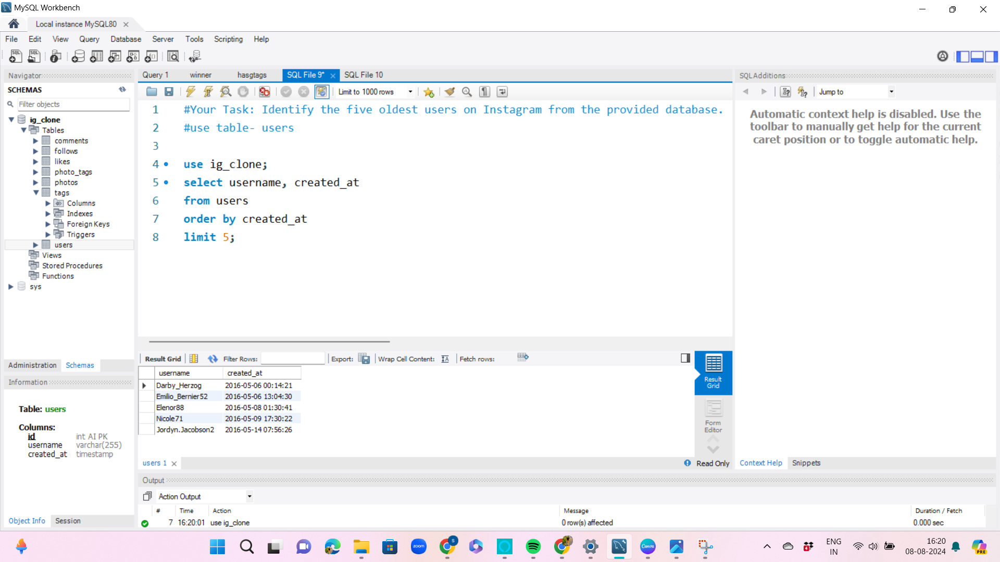 MySQL Workbench
Local instance MySQL80
File Edit View Query Database Server Tools Scripting Help
Navigator
SCHEMAS
Filter objects
ig_clone
Tables
comments
follows
likes
photo_tags
photos
tags
Columns
Indexes
Foreign Keys
Triggers
users
Views
Stored Procedures
Functions
sys
Administration Schemas
Information
Table: users
Columns:
id int AI PK
username varchar(255)
created_at timestamp
Object Info Session
Query 1 winner hasgtags SQL File 9* SQL File 10
Limit to 1000 rows
1 #Your Task: Identify the five oldest users on Instagram from the provided database.
2 #use table- users
3
4 use ig_clone;
5 select username, created_at
6 from users
7 order by created_at
8 limit 5;
Result Grid Filter Rows: Export: Wrap Cell Content: Fetch rows:
username created_at
Darby_Herzog 2016-05-06 00:14:21
Emilio_Bernier52 2016-05-06 13:04:30
Elenor88 2016-05-08 01:30:41
Nicole71 2016-05-09 17:30:22
Jordyn.Jacobson2 2016-05-14 07:56:26
Result
Grid
Form
Editor
users 1
Read Only
Output
Action Output
# Time Action Message Duration / Fetch
7 16:20:01 use ig_clone 0 row(s) affected 0.000 sec
SQLAdditions
Jump to
Automatic context help is disabled. Use the
toolbar to manually get help for the current
caret position or to toggle automatic help.
Context Help Snippets
zoom
Canva
ENG
IN
16:20
08-08-2024
PRE